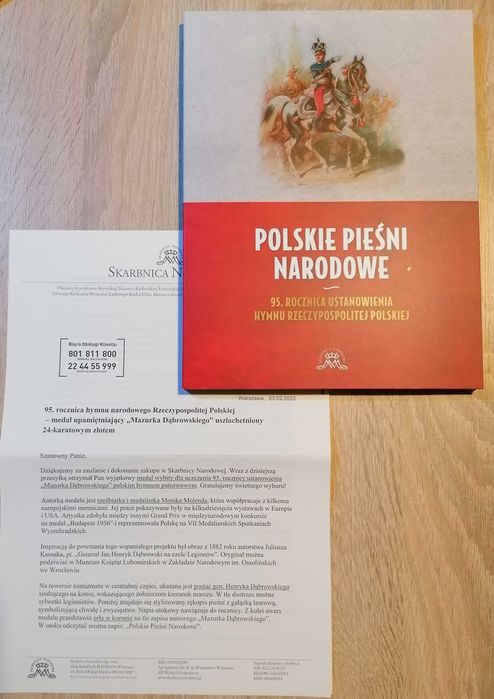 POLSKIE PIEŚNI
NARODOWE
95. ROCZNICA USTANOWIENIA
HYMNU RZECZYPOSPOLITEJ POLSKIEJ
SKARBNICA NARODOWA
SKARBNICA N
Biuro Obsługi Klienta:
801 811 800
22 44 55 999
Warszawa, 23.02.2022
95. rocznica hymnu narodowego Rzeczypospolitej Polskiej
– medal upamiętniający „Mazurka Dąbrowskiego” uszlachetniony
24-karatowym złotem
Szanowny Panie,
Dziękujemy za zaufanie i dokonanie zakupu w Skarbnicy Narodowej. Wraz z dzisiejszą
przesyłką otrzymał Pan wyjątkowy medal wybity dla uczczenia 95. rocznicy ustanowienia
„Mazurka Dąbrowskiego” polskim hymnem państwowym. Gratulujemy świetnego wyboru!
Autorką medalu jest rzeźbiarka i medalierka Monika Molenda, która współpracuje z kilkoma
europejskimi mennicami. Jej prace pokazywane były na kilkudziesięciu wystawach w Europie
i USA. Artystka zdobyła między innymi Grand Prix w międzynarodowym konkursie
na medal „Budapest 1956” i reprezentowała Polskę na VII Medalierskich Spotkaniach
Wyszehradzkich.
Inspiracją do powstania tego wspaniałego projektu był obraz z 1882 roku autorstwa Juliusza
Kossaka, pt. „Generał Jan Henryk Dąbrowski na czele Legionów”. Oryginał można
podziwiać w Muzeum Książąt Lubomirskich w Zakładzie Narodowym im. Ossolińskich
we Wrocławiu.
Na rewersie numizmatu w centralnej części, ukazana jest postać gen. Henryka Dąbrowskiego
siedzącego na koniu, wskazującego żołnierzom kierunek marszu. W tle dostrzec można
sylwetki legionistów. Poniżej znajduje się stylizowany rękopis pieśni z gałązką laurową,
symbolizującą chwałę i zwycięstwo. Napis otokowy nawiązuje do rocznicy. Z kolei awers
medalu przedstawia orła w koronie na tle zapisu nutowego „Mazurka Dąbrowskiego”.
W otoku odczytać można napis: „Polskie Pieśni Narodowe”.